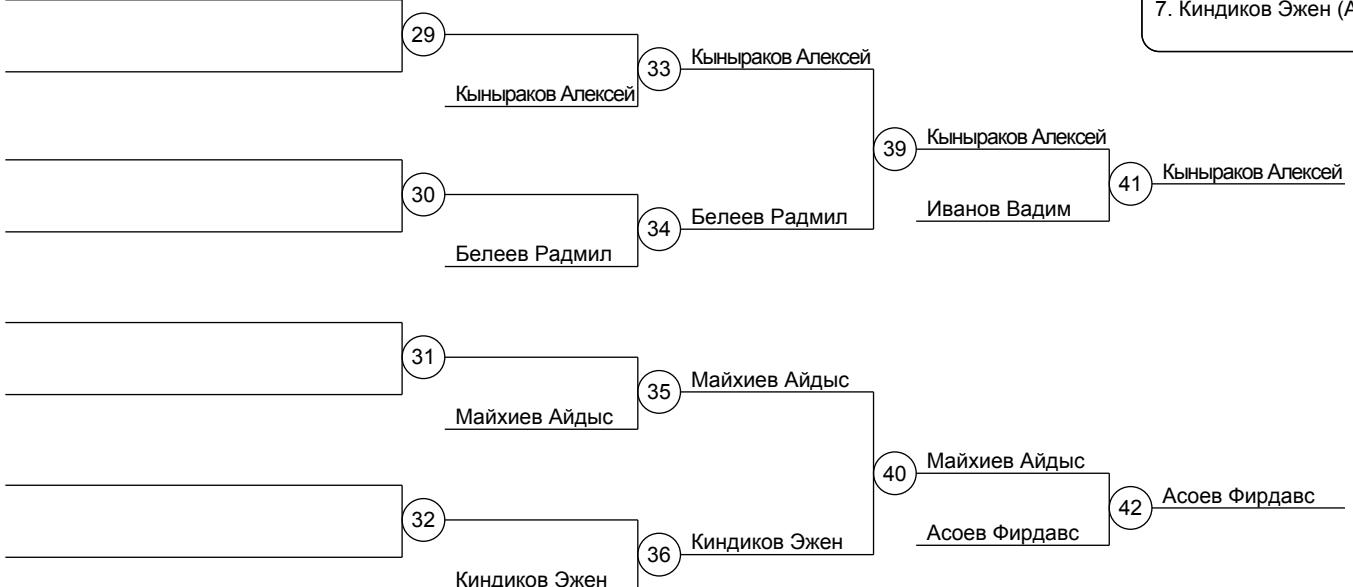 7. Киндиков Эжен (А
29
33
Кыныраков Алексей
Кыныраков Алексей
39
Кыныраков Алексей
41
Кыныраков Алексей
30
34
Белеев Радмил
Иванов Вадим
Белеев Радмил
31
35
Майхиев Айдыс
Майхиев Айдыс
40
Майхиев Айдыс
42
Асоев Фирдавс
32
36
Киндиков Эжен
Асоев Фирдавс
Киндиков Эжен